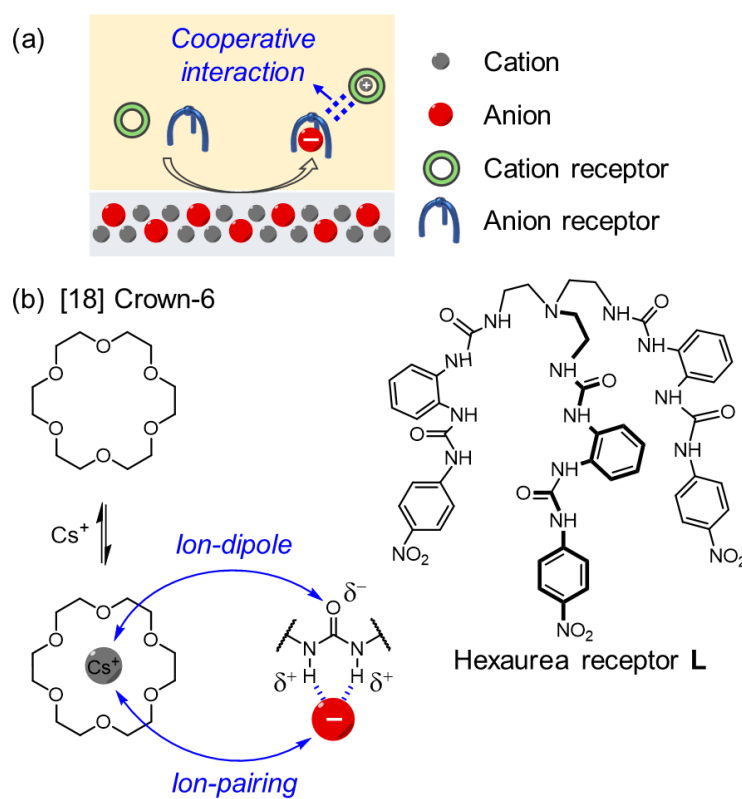 (a)
Cooperative
interaction
+
−
Cation
Anion
Cation receptor
Anion receptor
(b) [18] Crown-6
O
O
O
O
O
O
Cs⁺
Ion-dipole
O
O
O
O
O
O
Cs⁺
O
δ⁻
N
N
H
H
δ⁺
δ⁺
−
Ion-pairing
O
NH
N
NH
O
NH
NH
NH
NH
NH
O
NH
O
NH
NH
O
NH
NH
NH
O
NO₂
NO₂
NO₂
Hexaurea receptor L